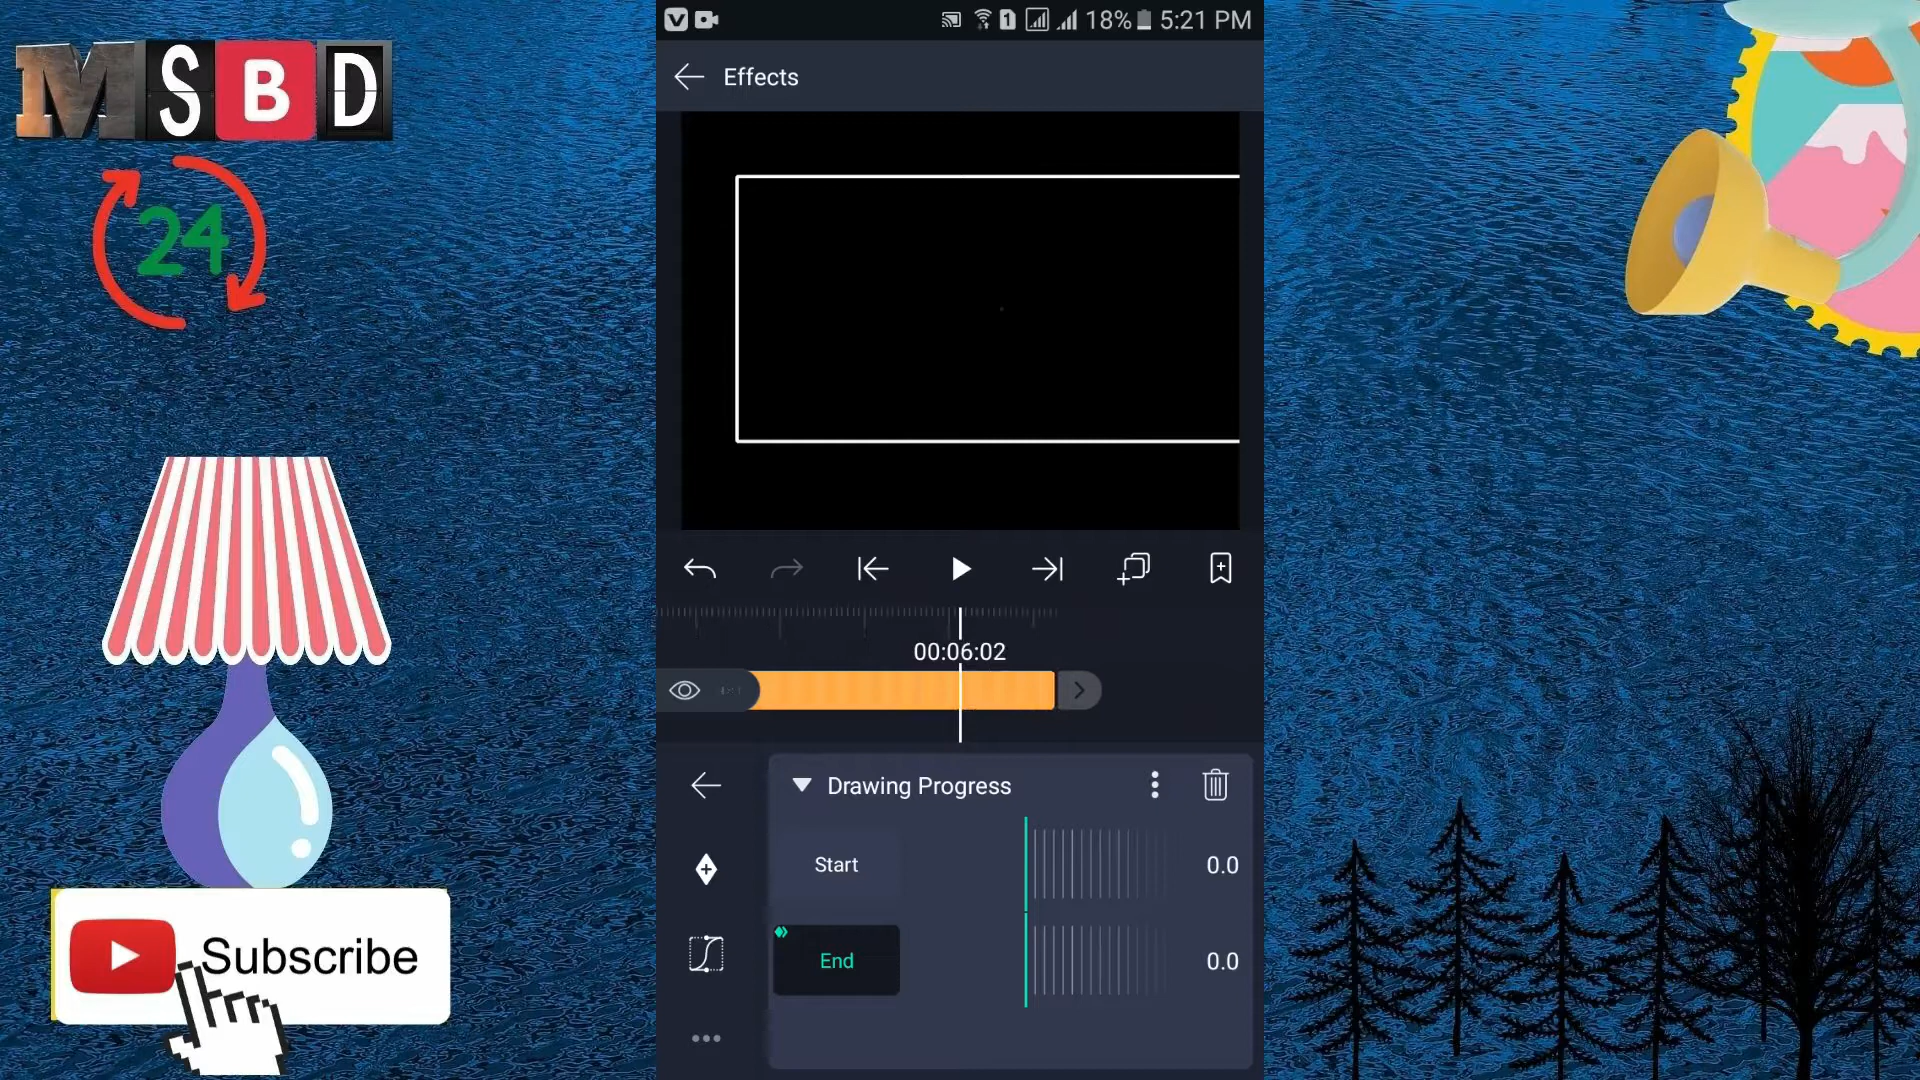 MSBD
24
Subscribe
1 18% 5:21 PM
Effects
00:06:02
Drawing Progress
Start 0.0
End 0.0